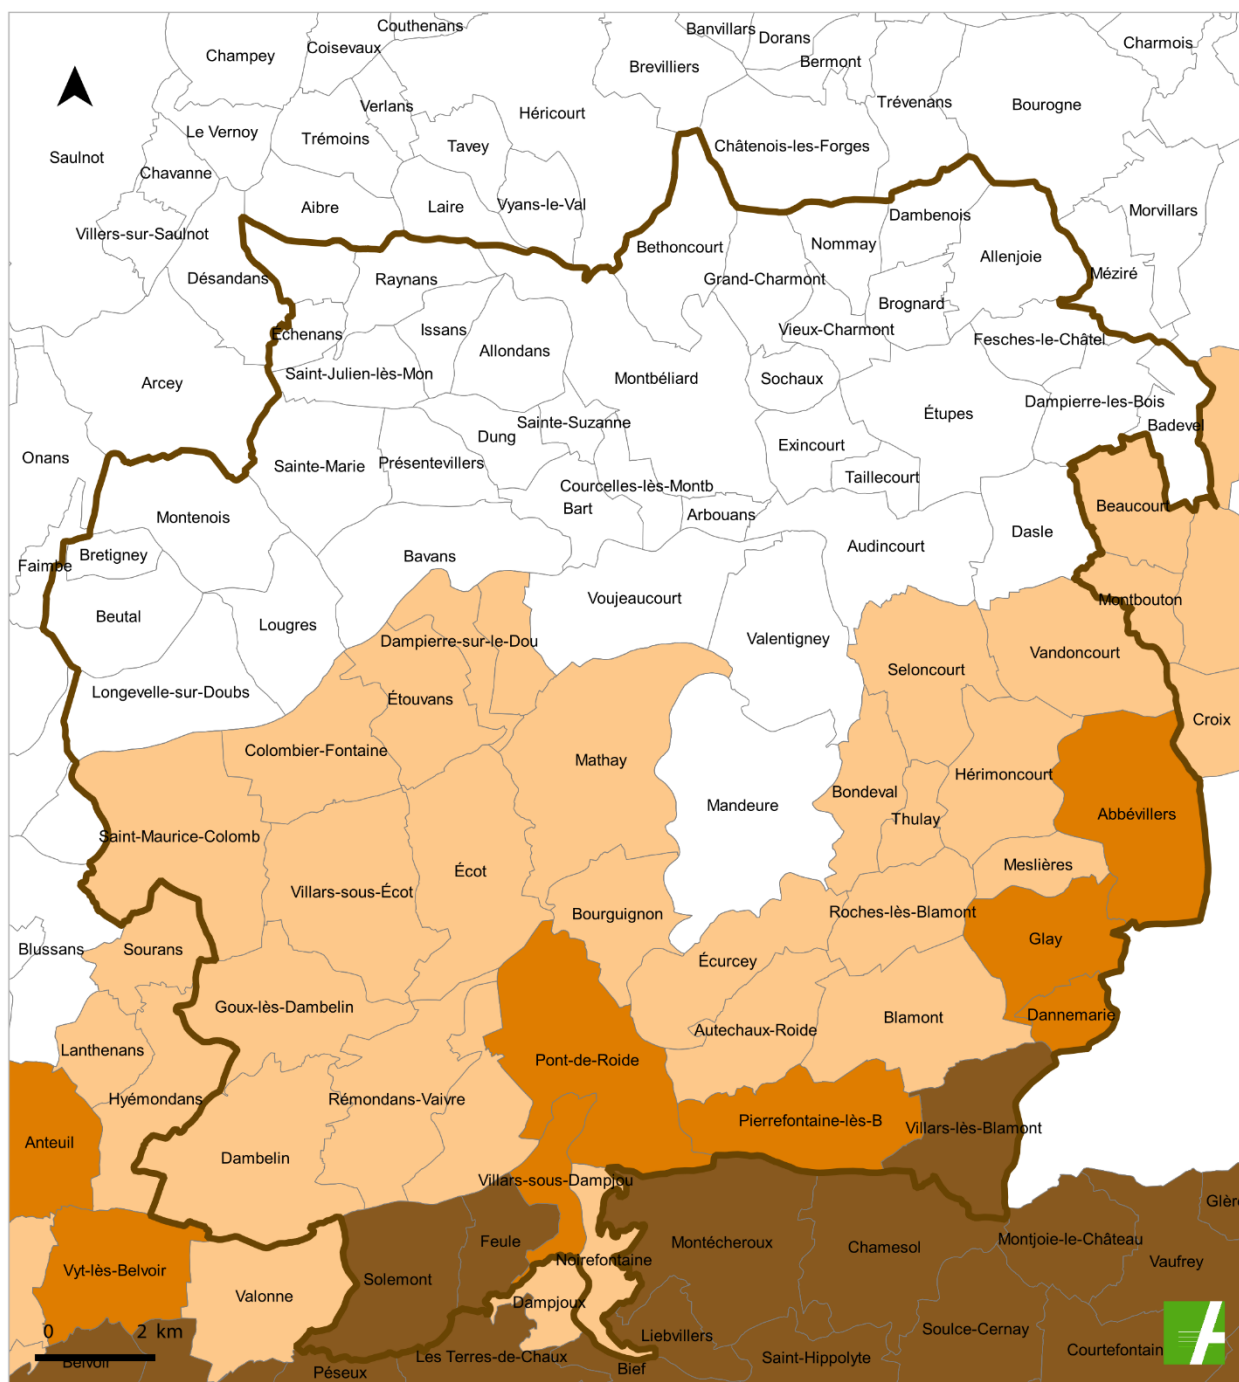 Couthenans
Banvillars
Dorans
Charmois
Champey
Coisevaux
Brevilliers
Bermont
Verlans
Héricourt
Trévenans
Bourogne
Le Vernoy
Trémoins
Tavey
Châtenois-les-Forges
Saulnot
Chavanne
Aibre
Laire
Vyans-le-Val
Morvillars
Villers-sur-Saulnot
Bethoncourt
Nommay
Dambenois
Allenjoie
Désandans
Raynans
Grand-Charmont
Méziré
Brognard
Échenans
Issans
Vieux-Charmont
Fesches-le-Châtel
Allondans
Arcey
Saint-Julien-lès-Mon
Montbéliard
Sochaux
Étupes
Dampierre-les-Bois
Badevel
Sainte-Suzanne
Dung
Exincourt
Onans
Sainte-Marie
Présentevillers
Taillecourt
Courcelles-lès-Montb
Beaucourt
Montenois
Bart
Arbouans
Dasle
Audincourt
Bretigney
Faimbe
Bavans
Voujeaucourt
Montbouton
Beutal
Lougres
Valentigney
Dampierre-sur-le-Dou
Vandoncourt
Seloncourt
Longevelle-sur-Doubs
Étouvans
Croix
Colombier-Fontaine
Mathay
Hérimoncourt
Bondeval
Mandeure
Thulay
Abbévillers
Saint-Maurice-Colomb
Meslières
Écot
Villars-sous-Écot
Bourguignon
Roches-lès-Blamont
Glay
Blussans
Sourans
Écurcey
Goux-lès-Dambelin
Blamont
Dannemarie
Autechaux-Roide
Lanthenans
Pont-de-Roide
Hyémondans
Rémondans-Vaivre
Pierrefontaine-lès-B
Villars-lès-Blamont
Anteuil
Dambelin
Villars-sous-Dampjou
Glère
Feule
Montécheroux
Chamesol
Montjoie-le-Château
Vaufrey
Noirefontaine
Vyt-lès-Belvoir
Solemont
Valonne
Dampjoux
0 2 km
Liebvillers
Soulce-Cernay
Belvoir
Les Terres-de-Chaux
Saint-Hippolyte
Courtefontain
Péseux
Bief